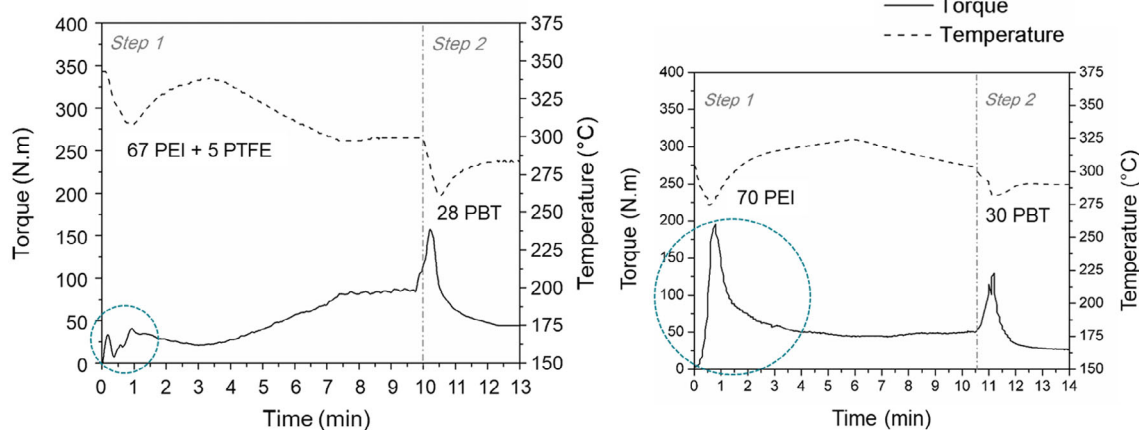 Torque
Temperature
400
350
300
250
200
150
100
50
0
Torque (N.m)
Step 1
Step 2
67 PEI + 5 PTFE
28 PBT
375
350
325
300
275
250
225
200
175
150
Temperature (°C)
0 1 2 3 4 5 6 7 8 9 10 11 12 13
Time (min)
400
350
300
250
200
150
100
50
0
Torque (N.m)
Step 1
Step 2
70 PEI
30 PBT
375
350
325
300
275
250
225
200
175
150
Temperature (°C)
0 1 2 3 4 5 6 7 8 9 10 11 12 13 14
Time (min)